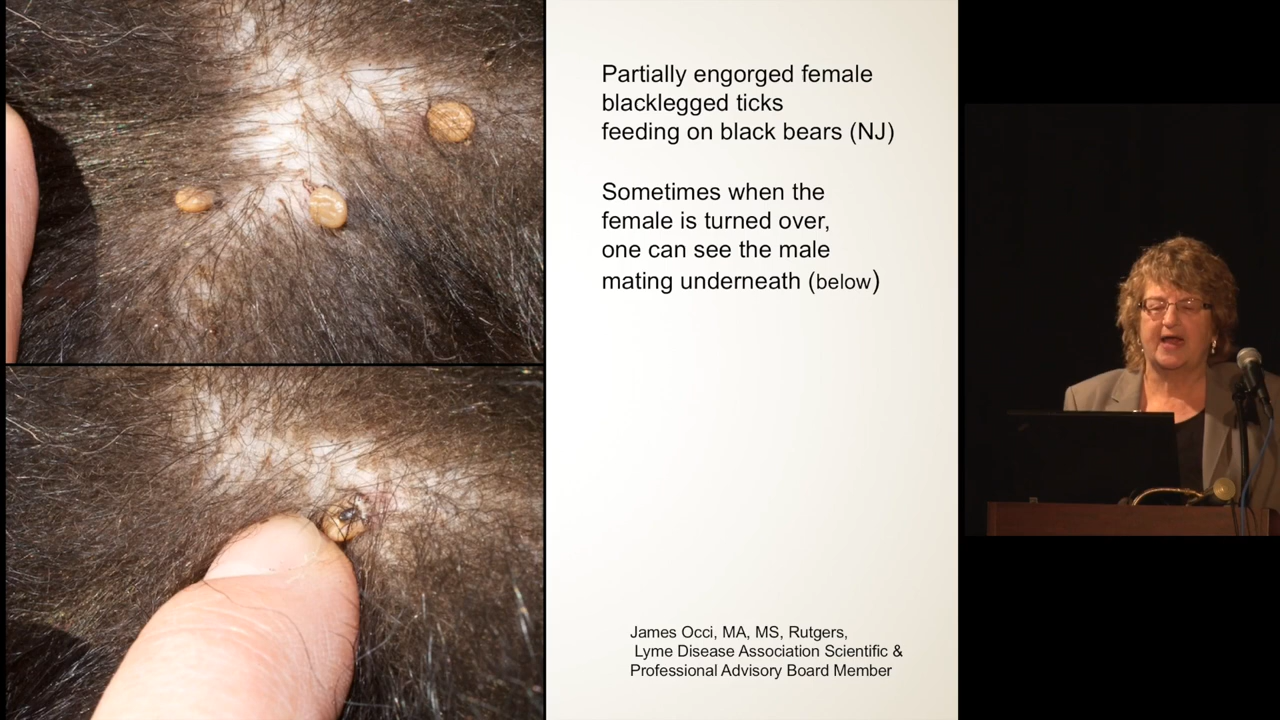 Partially engorged female
blacklegged ticks
feeding on black bears (NJ)
Sometimes when the
female is turned over,
one can see the male
mating underneath (below)
James Occi, MA, MS, Rutgers,
Lyme Disease Association Scientific &
Professional Advisory Board Member